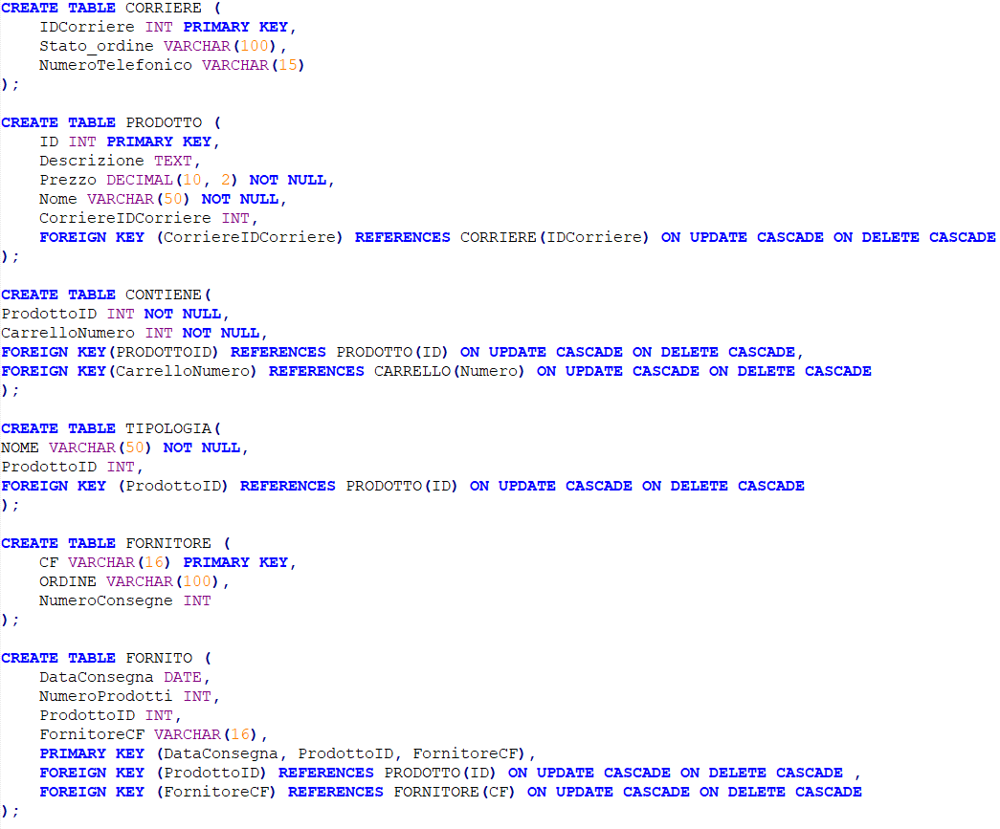 CREATE TABLE CORRIERE (
    IDCorriere INT PRIMARY KEY,
    Stato_ordine VARCHAR(100),
    NumeroTelefonico VARCHAR(15)
);

CREATE TABLE PRODOTTO (
    ID INT PRIMARY KEY,
    Descrizione TEXT,
    Prezzo DECIMAL(10, 2) NOT NULL,
    Nome VARCHAR(50) NOT NULL,
    CorriereIDCorriere INT,
    FOREIGN KEY (CorriereIDCorriere) REFERENCES CORRIERE(IDCorriere) ON UPDATE CASCADE ON DELETE CASCADE
);

CREATE TABLE CONTIENE(
ProdottoID INT NOT NULL,
CarrelloNumero INT NOT NULL,
FOREIGN KEY(PRODOTTOID) REFERENCES PRODOTTO(ID) ON UPDATE CASCADE ON DELETE CASCADE,
FOREIGN KEY(CarrelloNumero) REFERENCES CARRELLO(Numero) ON UPDATE CASCADE ON DELETE CASCADE
);

CREATE TABLE TIPOLOGIA(
NOME VARCHAR(50) NOT NULL,
ProdottoID INT,
FOREIGN KEY (ProdottoID) REFERENCES PRODOTTO(ID) ON UPDATE CASCADE ON DELETE CASCADE
);

CREATE TABLE FORNITORE (
    CF VARCHAR(16) PRIMARY KEY,
    ORDINE VARCHAR(100),
    NumeroConsegne INT
);

CREATE TABLE FORNITO (
    DataConsegna DATE,
    NumeroProdotti INT,
    ProdottoID INT,
    FornitoreCF VARCHAR(16),
    PRIMARY KEY (DataConsegna, ProdottoID, FornitoreCF),
    FOREIGN KEY (ProdottoID) REFERENCES PRODOTTO(ID) ON UPDATE CASCADE ON DELETE CASCADE ,
    FOREIGN KEY (FornitoreCF) REFERENCES FORNITORE(CF) ON UPDATE CASCADE ON DELETE CASCADE
);